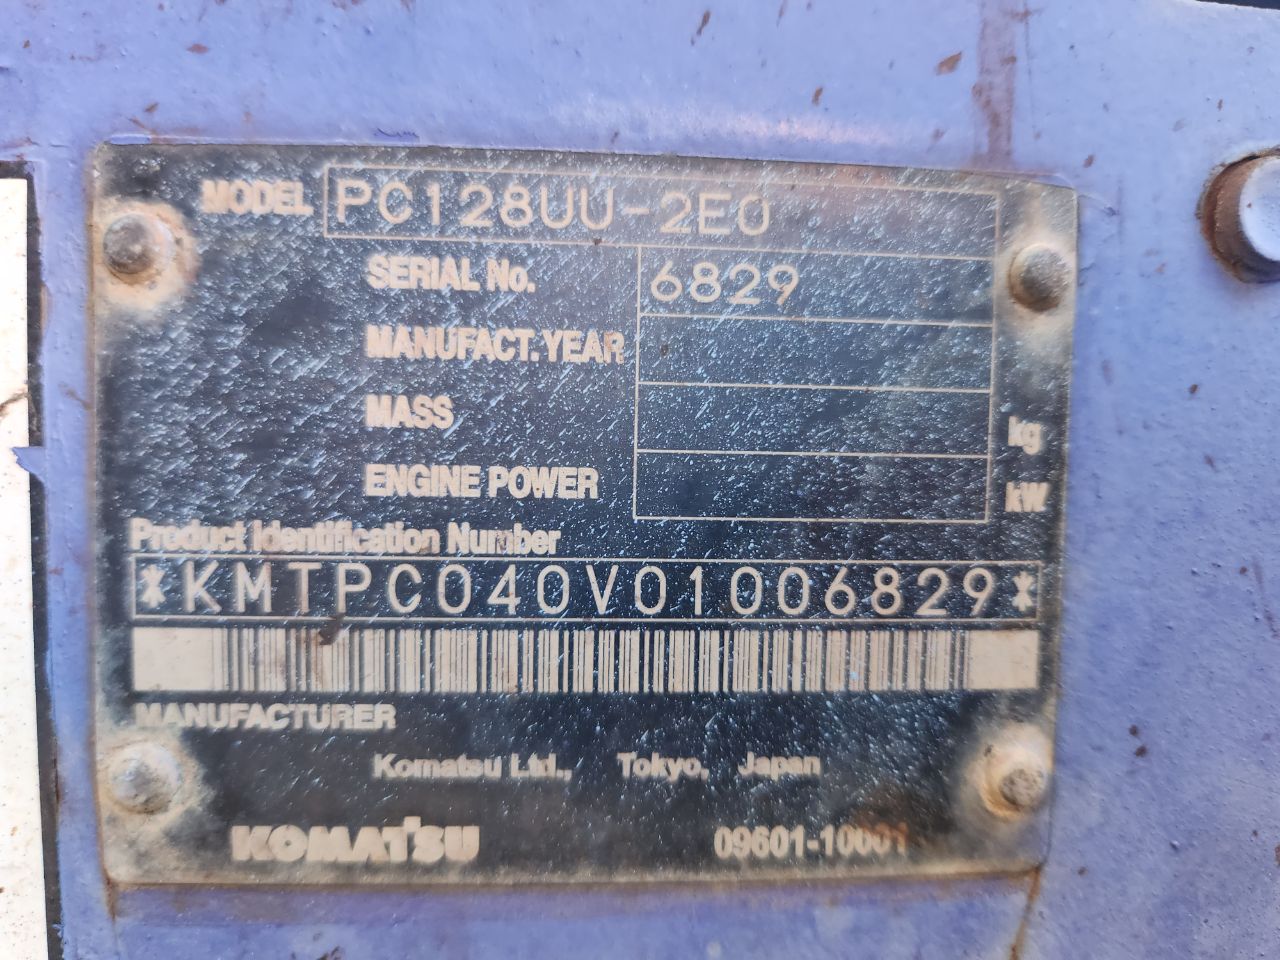 MODEL PC128UU-2E0
SERIAL No. 6829
MANUFACT.YEAR
MASS kg
ENGINE POWER kW
Product Identification Number
*KMTPC040V01006829*
MANUFACTURER
Komatsu Ltd., Tokyo, Japan
KOMATSU 09601-10601